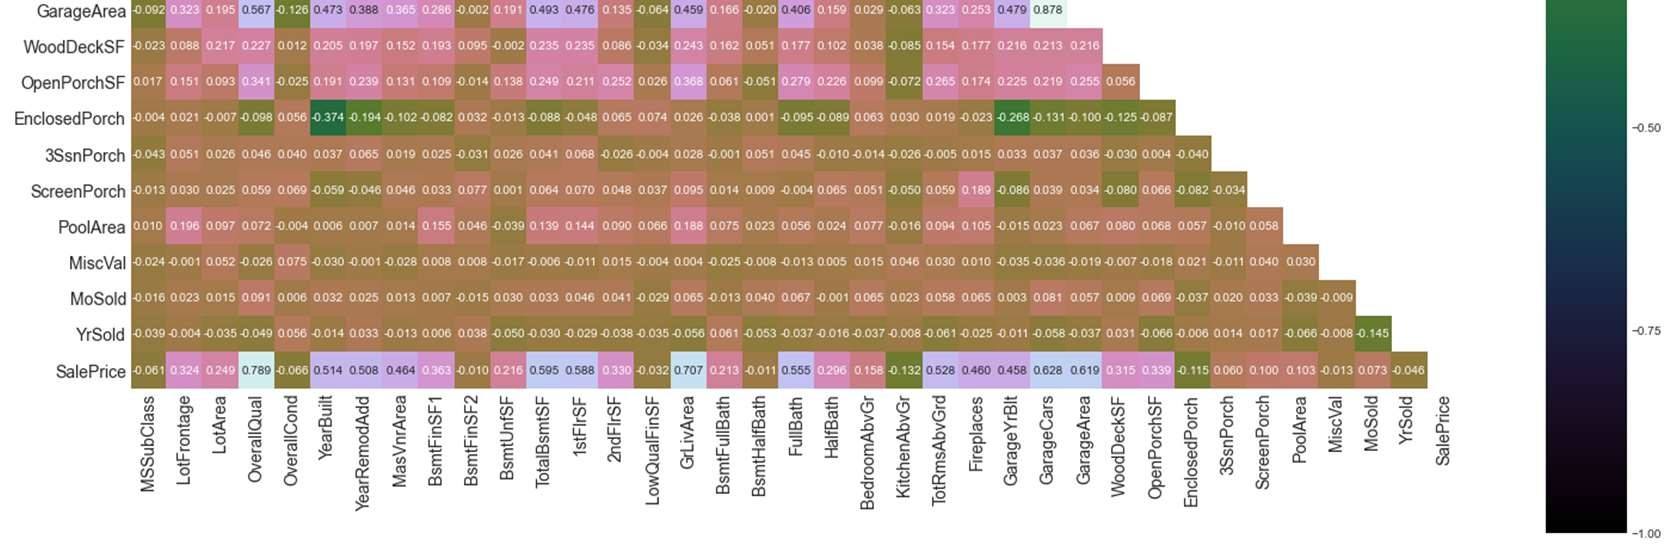 GarageArea -0.092 0.323 0.195 0.567 -0.126 0.473 0.388 0.365 0.286 -0.002 0.191 0.493 0.476 0.135 -0.064 0.459 0.166 -0.020 0.406 0.159 0.029 -0.063 0.323 0.253 0.479 0.878
WoodDeckSF -0.023 0.088 0.217 0.227 0.012 0.205 0.197 0.152 0.193 0.095 -0.002 0.235 0.235 0.086 -0.034 0.243 0.162 0.051 0.177 0.102 0.038 -0.085 0.154 0.177 0.216 0.213 0.216
OpenPorchSF 0.017 0.151 0.093 0.341 -0.025 0.191 0.239 0.131 0.109 -0.014 0.138 0.249 0.211 0.252 0.026 0.368 0.061 -0.051 0.279 0.226 0.099 -0.072 0.265 0.174 0.225 0.219 0.255 0.056
EnclosedPorch -0.004 0.021 -0.007 -0.098 0.056 -0.374 -0.194 -0.102 -0.082 0.032 -0.013 -0.088 -0.048 0.065 0.074 0.026 -0.038 0.001 -0.095 -0.089 0.063 0.030 0.019 -0.023 -0.268 -0.131 -0.100 -0.125 -0.087
-0.50
3SsnPorch -0.043 0.051 0.026 0.046 0.040 0.037 0.065 0.019 0.025 -0.031 0.026 0.041 0.068 -0.026 -0.004 0.028 -0.001 0.051 0.045 -0.010 -0.014 -0.026 -0.005 0.015 0.033 0.037 0.036 -0.030 0.004 -0.040
ScreenPorch -0.013 0.030 0.025 0.059 0.069 -0.059 -0.046 0.046 0.033 0.077 0.001 0.064 0.070 0.048 0.037 0.095 0.014 0.009 -0.004 0.065 0.051 -0.050 0.059 0.189 -0.086 0.039 0.034 -0.080 0.066 -0.082 -0.034
PoolArea 0.010 0.196 0.097 0.072 -0.004 0.006 0.007 0.014 0.155 0.046 -0.039 0.139 0.144 0.090 0.066 0.188 0.075 0.023 0.056 0.024 0.077 -0.016 0.094 0.105 -0.015 0.023 0.067 0.080 0.068 0.057 -0.010 0.058
MiscVal -0.024 -0.001 0.052 -0.026 0.075 -0.030 -0.001 -0.028 0.008 0.008 -0.017 -0.006 -0.011 0.015 -0.004 0.004 -0.025 -0.008 -0.013 0.005 0.015 0.046 0.030 0.010 -0.035 -0.036 -0.019 -0.007 -0.018 0.021 -0.011 0.040 0.030
MoSold -0.016 0.023 0.015 0.091 0.006 0.032 0.025 0.013 0.007 -0.015 0.030 0.033 0.046 0.041 -0.029 0.065 -0.013 0.040 0.067 -0.001 0.065 0.023 0.058 0.065 0.003 0.081 0.057 0.009 0.069 -0.037 0.020 0.033 -0.039 -0.009
YrSold -0.039 -0.004 -0.035 -0.049 0.056 -0.014 0.033 -0.013 0.006 0.038 -0.050 -0.030 -0.029 -0.038 -0.035 -0.056 0.061 -0.053 -0.037 -0.016 -0.037 -0.008 -0.061 -0.025 -0.011 -0.058 -0.037 0.031 -0.066 -0.006 0.014 0.017 -0.066 -0.008 -0.145
-0.75
SalePrice -0.061 0.324 0.249 0.789 -0.066 0.514 0.508 0.464 0.363 -0.010 0.216 0.595 0.588 0.330 -0.032 0.707 0.213 -0.011 0.555 0.296 0.158 -0.132 0.528 0.460 0.458 0.628 0.619 0.315 0.339 -0.115 0.060 0.100 0.103 -0.013 0.073 -0.046
MSSubClass LotFrontage LotArea OverallQual OverallCond YearBuilt YearRemodAdd MasVnrArea BsmtFinSF1 BsmtFinSF2 BsmtUnfSF TotalBsmtSF 1stFlrSF 2ndFlrSF LowQualFinSF GrLivArea BsmtFullBath BsmtHalfBath FullBath HalfBath BedroomAbvGr KitchenAbvGr TotRmsAbvGrd Fireplaces GarageYrBlt GarageCars GarageArea WoodDeckSF OpenPorchSF EnclosedPorch 3SsnPorch ScreenPorch PoolArea MiscVal MoSold YrSold SalePrice
-1.00